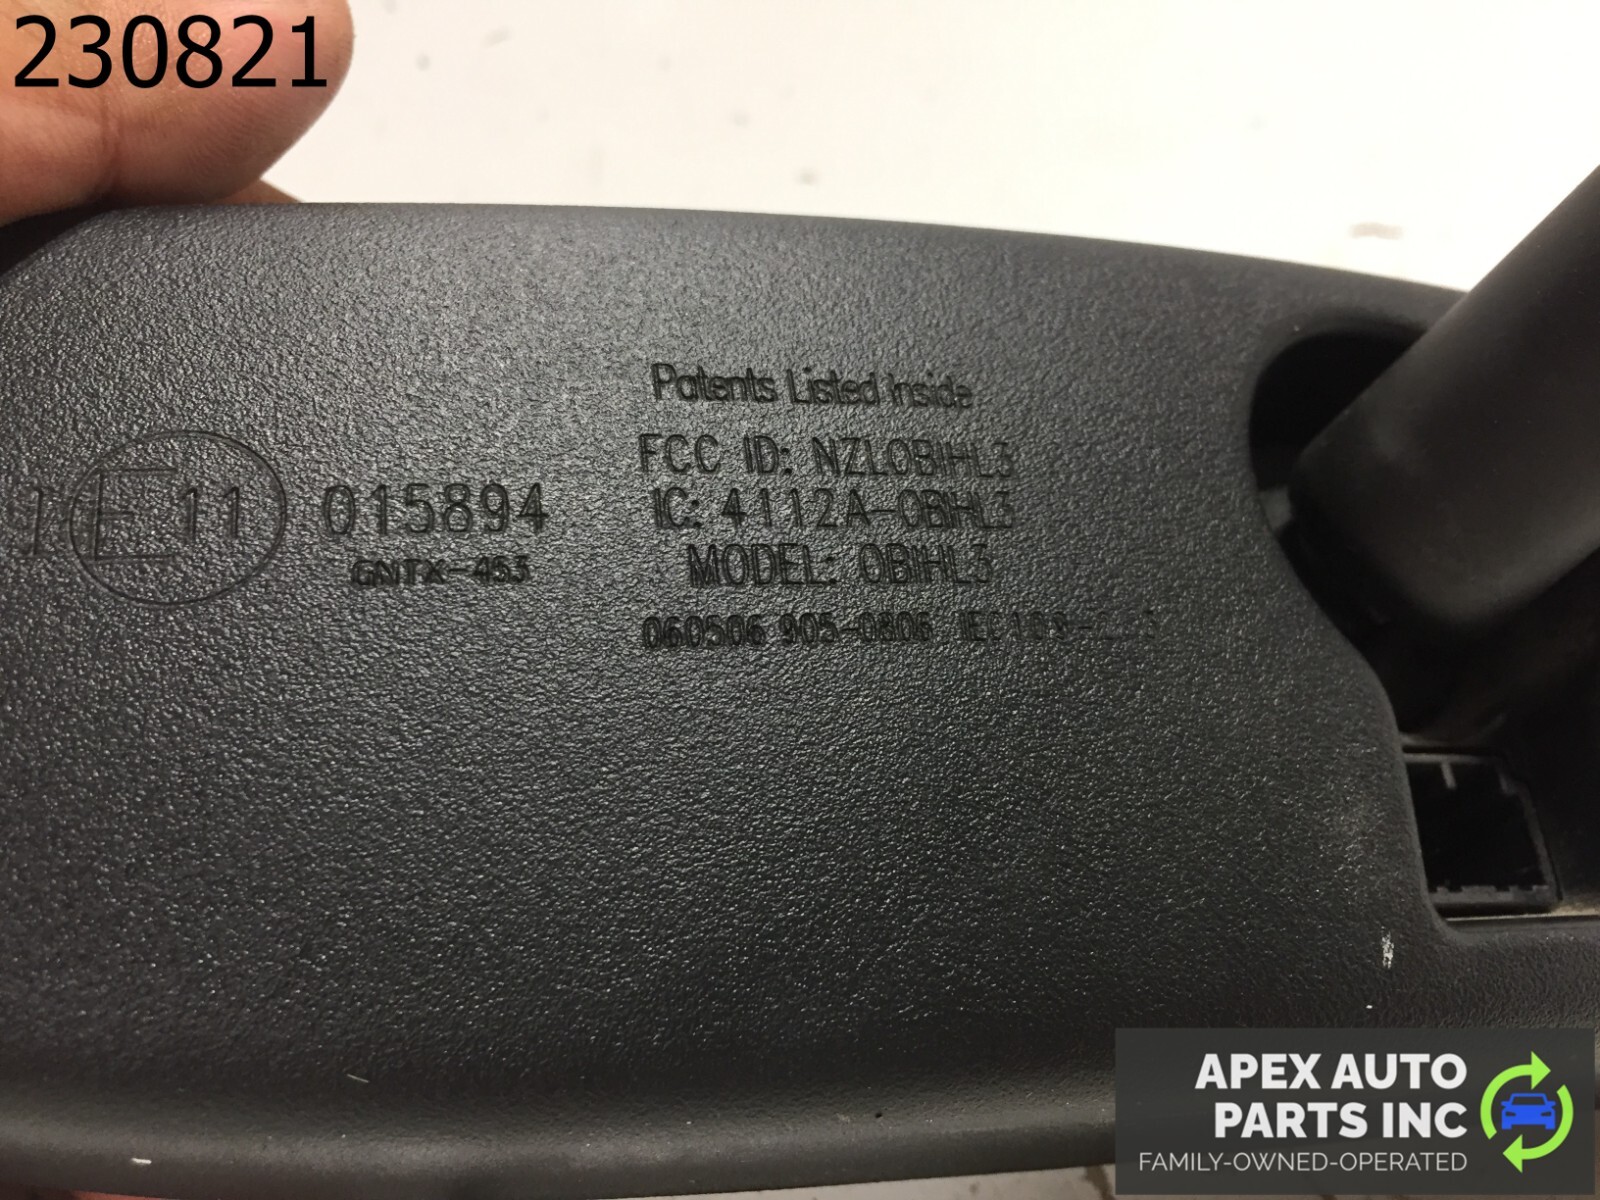 230821
Patents Listed Inside
FCC ID: NZLOBIHL3
IC: 4112A-OBIHL3
MODEL: OBIHL3
E11 015894
GNTX-453
060506 905-0806
APEX AUTO
PARTS INC
FAMILY-OWNED-OPERATED